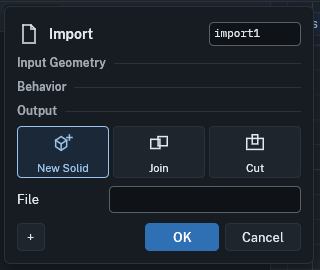 Import import1
Input Geometry
Behavior
Output
New Solid Join Cut
File
+ OK Cancel